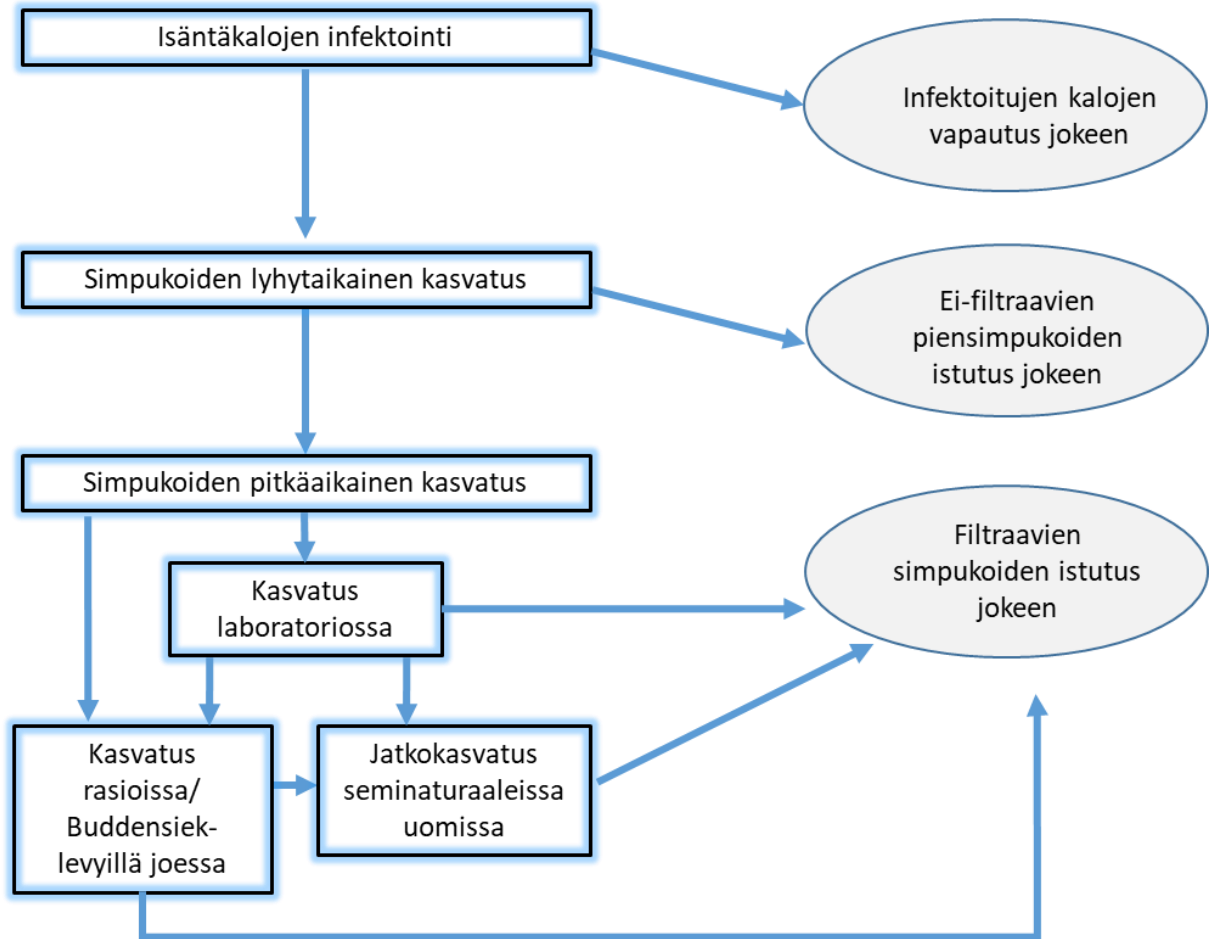 Isäntäkalojen infektointi
Infektoitujen kalojen
vapautus jokeen
Simpukoiden lyhytaikainen kasvatus
Ei-filtraavien
piensimpukoiden
istutus jokeen
Simpukoiden pitkäaikainen kasvatus
Filtraavien
simpukoiden istutus
jokeen
Kasvatus
laboratoriossa
Kasvatus
rasioissa/
Buddensiek-
levyillä joessa
Jatkokasvatus
seminaturaaleissa
uomissa